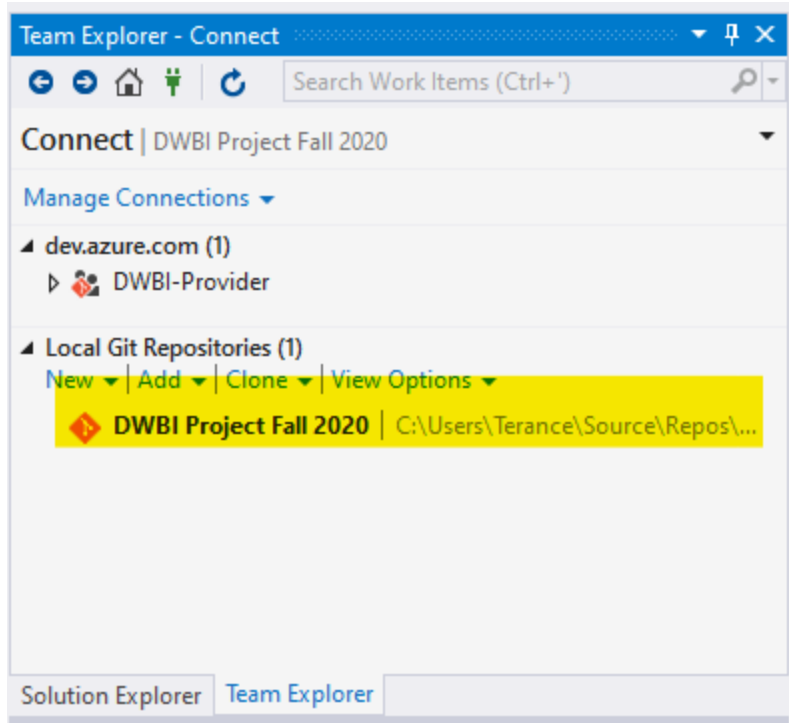 Team Explorer - Connect
Search Work Items (Ctrl+')
Connect | DWBI Project Fall 2020
Manage Connections
dev.azure.com (1)
DWBI-Provider
Local Git Repositories (1)
New | Add | Clone | View Options
DWBI Project Fall 2020 | C:\Users\Terance\Source\Repos\...
Solution Explorer Team Explorer